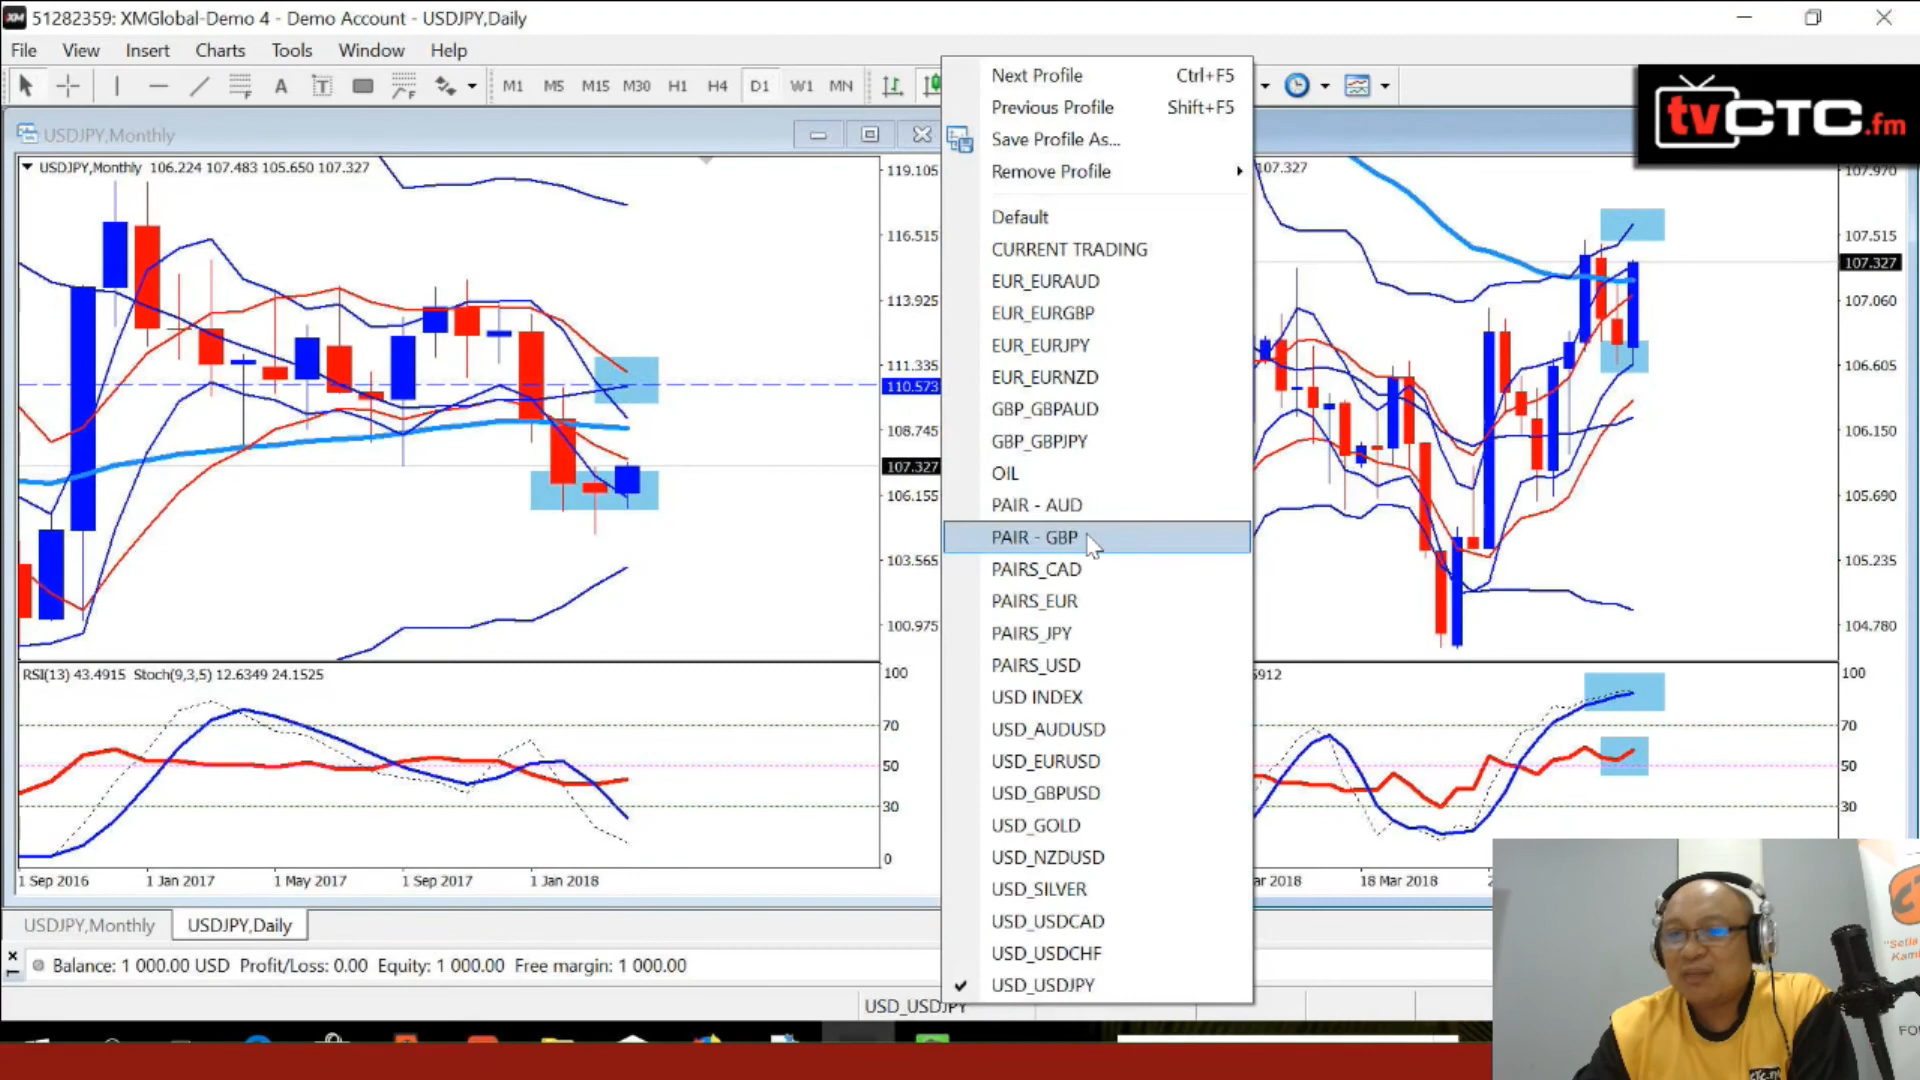 51282359: XMGlobal-Demo 4 - Demo Account - USDJPY,Daily
File View Insert Charts Tools Window Help
M1 M5 M15 M30 H1 H4 D1 W1 MN
tvCTC.fm
USDJPY,Monthly
USDJPY,Monthly 106.224 107.483 105.650 107.327
119.105
116.515
113.925
111.335
110.573
108.745
107.327
106.155
103.565
100.975
RSI(13) 43.4915 Stoch(9,3,5) 12.6349 24.1525
100
70
50
30
0
1 Sep 2016 1 Jan 2017 1 May 2017 1 Sep 2017 1 Jan 2018
Next Profile Ctrl+F5
Previous Profile Shift+F5
Save Profile As...
Remove Profile
Default
CURRENT TRADING
EUR_EURAUD
EUR_EURGBP
EUR_EURJPY
EUR_EURNZD
GBP_GBPAUD
GBP_GBPJPY
OIL
PAIR - AUD
PAIR - GBP
PAIRS_CAD
PAIRS_EUR
PAIRS_JPY
PAIRS_USD
USD INDEX
USD_AUDUSD
USD_EURUSD
USD_GBPUSD
USD_GOLD
USD_NZDUSD
USD_SILVER
USD_USDCAD
USD_USDCHF
USD_USDJPY
107.327
107.970
107.515
107.327
107.060
106.605
106.150
105.690
105.235
104.780
5912
100
70
50
30
ar 2018 18 Mar 2018
USDJPY,Monthly USDJPY,Daily
Balance: 1 000.00 USD Profit/Loss: 0.00 Equity: 1 000.00 Free margin: 1 000.00
USD_USDJPY
"Setia
Kami
FO